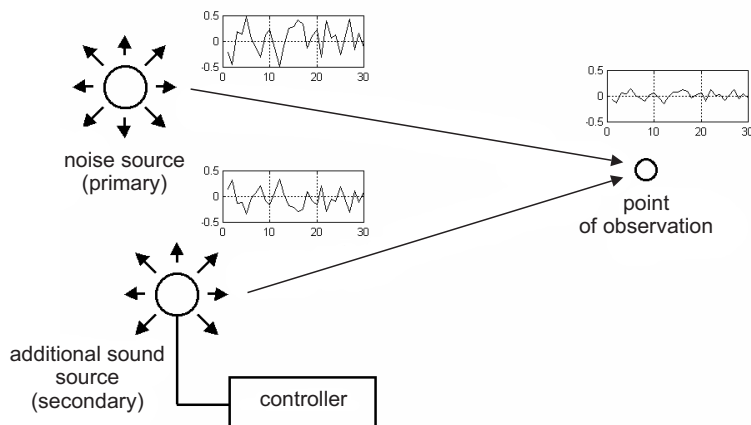 0.5
0
-0.5
0 10 20 30
noise source
(primary)
0.5
0
-0.5
0 10 20 30
point
of observation
0.5
0
-0.5
0 10 20 30
additional sound
source
(secondary)
controller